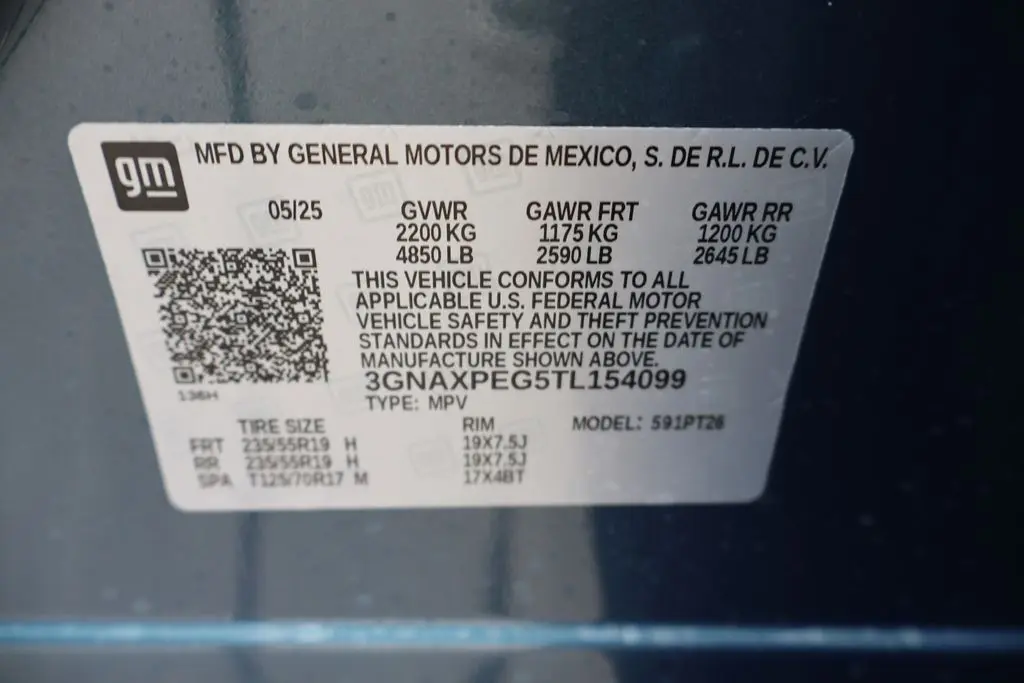 gm
MFD BY GENERAL MOTORS DE MEXICO, S. DE R.L. DE C.V.
05/25 GVWR GAWR FRT GAWR RR
2200 KG 1175 KG 1200 KG
4850 LB 2590 LB 2645 LB
THIS VEHICLE CONFORMS TO ALL
APPLICABLE U.S. FEDERAL MOTOR
VEHICLE SAFETY AND THEFT PREVENTION
STANDARDS IN EFFECT ON THE DATE OF
MANUFACTURE SHOWN ABOVE.
3GNAXPEG5TL154099
136H
TYPE: MPV
TIRE SIZE RIM MODEL: 591PT26
FRT 235/55R19 H 19X7.5J
RR 235/55R19 H 19X7.5J
SPA T125/70R17 M 17X4BT